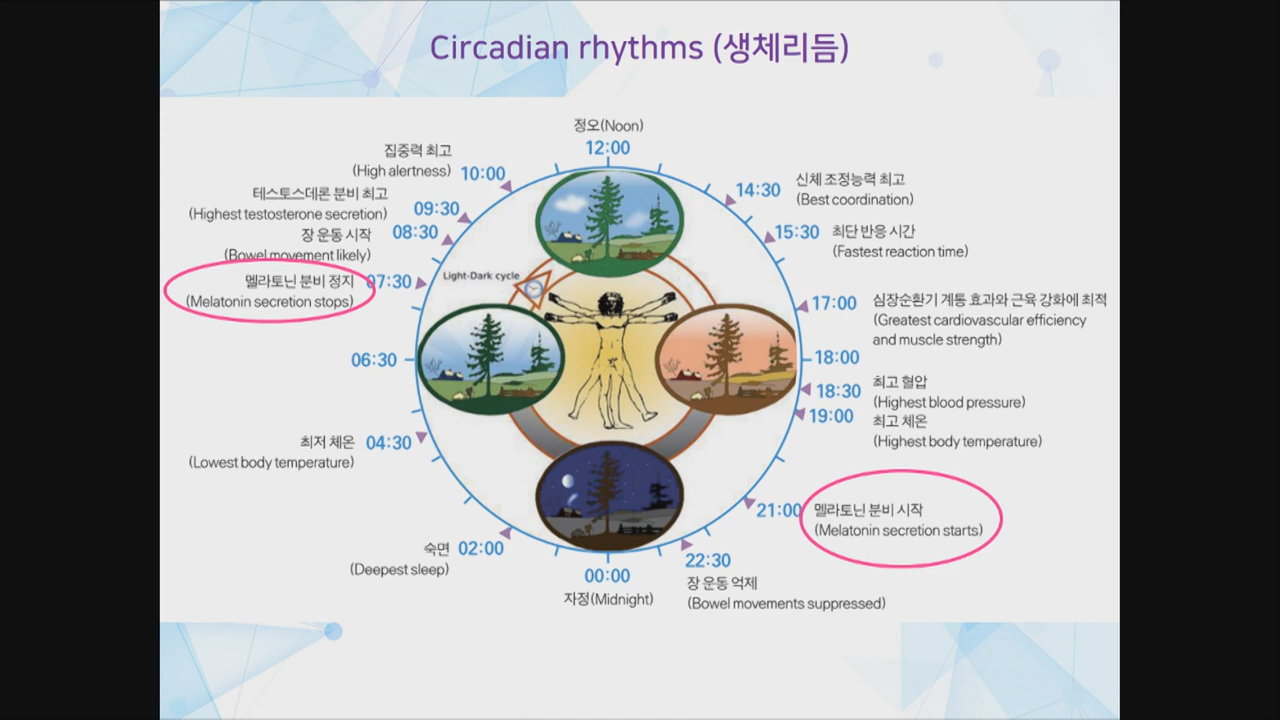 Circadian rhythms (생체리듬)
정오(Noon)
12:00
집중력 최고
(High alertness)
10:00
테스토스데론 분비 최고
(Highest testosterone secretion)
09:30
장 운동 시작
(Bowel movement likely)
08:30
멜라토닌 분비 정지
(Melatonin secretion stops)
07:30
Light-Dark cycle
06:30
최저 체온
(Lowest body temperature)
04:30
숙면
(Deepest sleep)
02:00
00:00
자정(Midnight)
14:30
신체 조정능력 최고
(Best coordination)
15:30
최단 반응 시간
(Fastest reaction time)
17:00
심장순환기 계통 효과와 근육 강화에 최적
(Greatest cardiovascular efficiency
and muscle strength)
18:00
18:30
최고 혈압
(Highest blood pressure)
19:00
최고 체온
(Highest body temperature)
21:00
멜라토닌 분비 시작
(Melatonin secretion starts)
22:30
장 운동 억제
(Bowel movements suppressed)